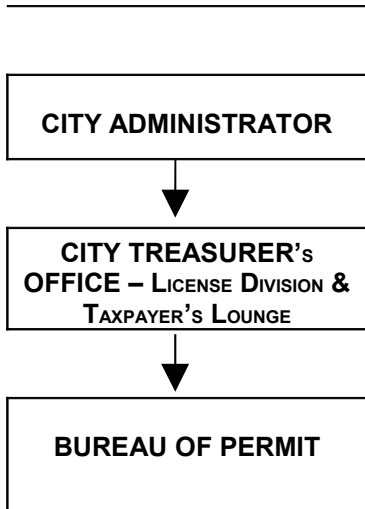 CITY ADMINISTRATOR
CITY TREASURER's
OFFICE – LICENSE DIVISION &
TAXPAYER'S LOUNGE
BUREAU OF PERMIT